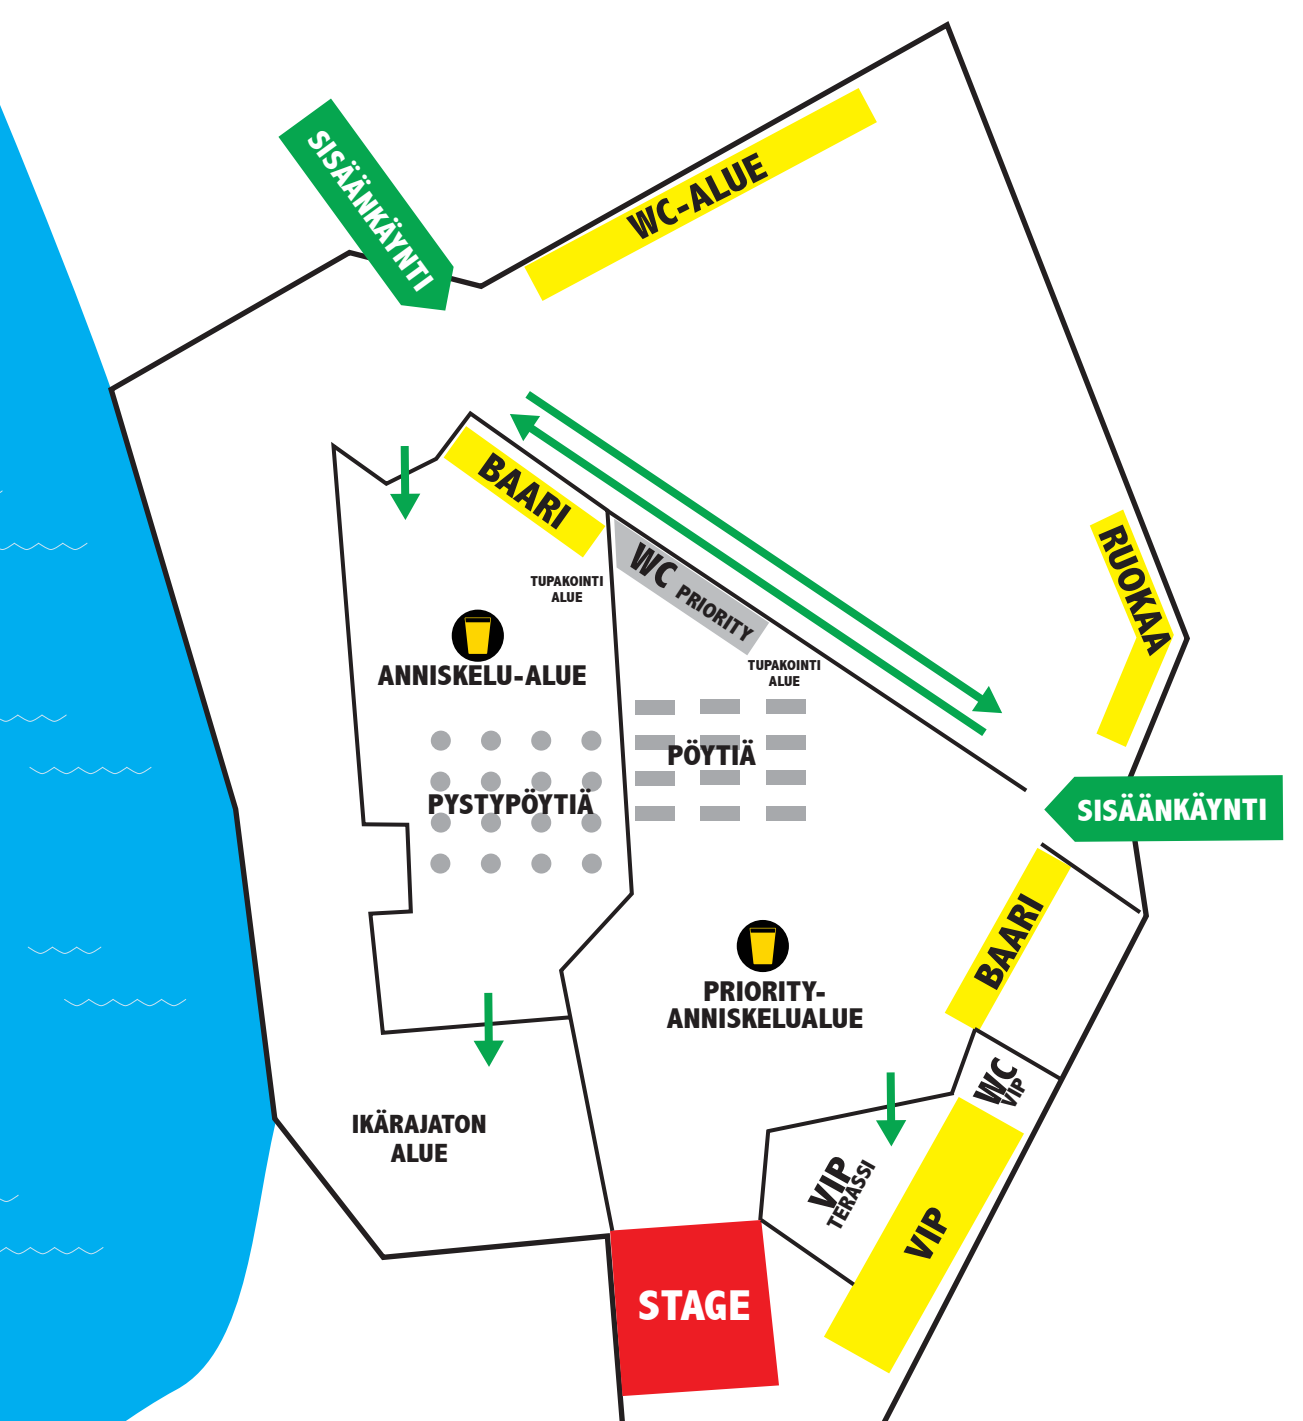 SISÄÄNKÄYNTI
WC-ALUE
BAARI
RUOKAA
WC PRIORITY
TUPAKOINTI
ALUE
ANNISKELU-ALUE
TUPAKOINTI
ALUE
PÖYTIÄ
PYSTYPÖYTIÄ
SISÄÄNKÄYNTI
BAARI
PRIORITY-
ANNISKELUALUE
WC
VIP
IKÄRAJATON
ALUE
VIP
TERASSI
VIP
STAGE